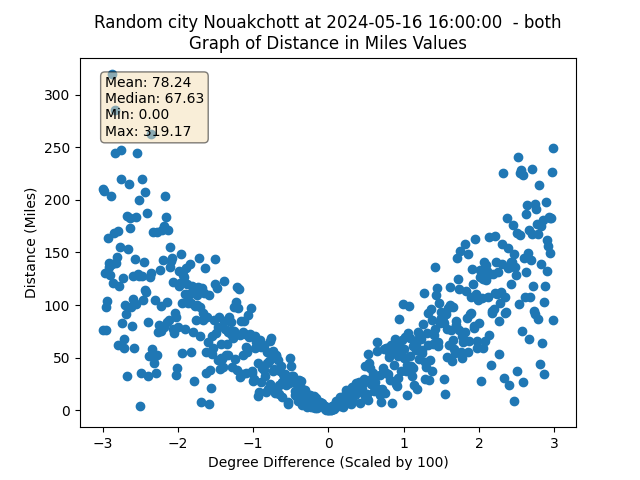 Random city Nouakchott at 2024-05-16 16:00:00  - both
Graph of Distance in Miles Values
Mean: 78.24
Median: 67.63
Min: 0.00
Max: 319.17
Distance (Miles)
300
250
200
150
100
50
0
−3 −2 −1 0 1 2 3
Degree Difference (Scaled by 100)